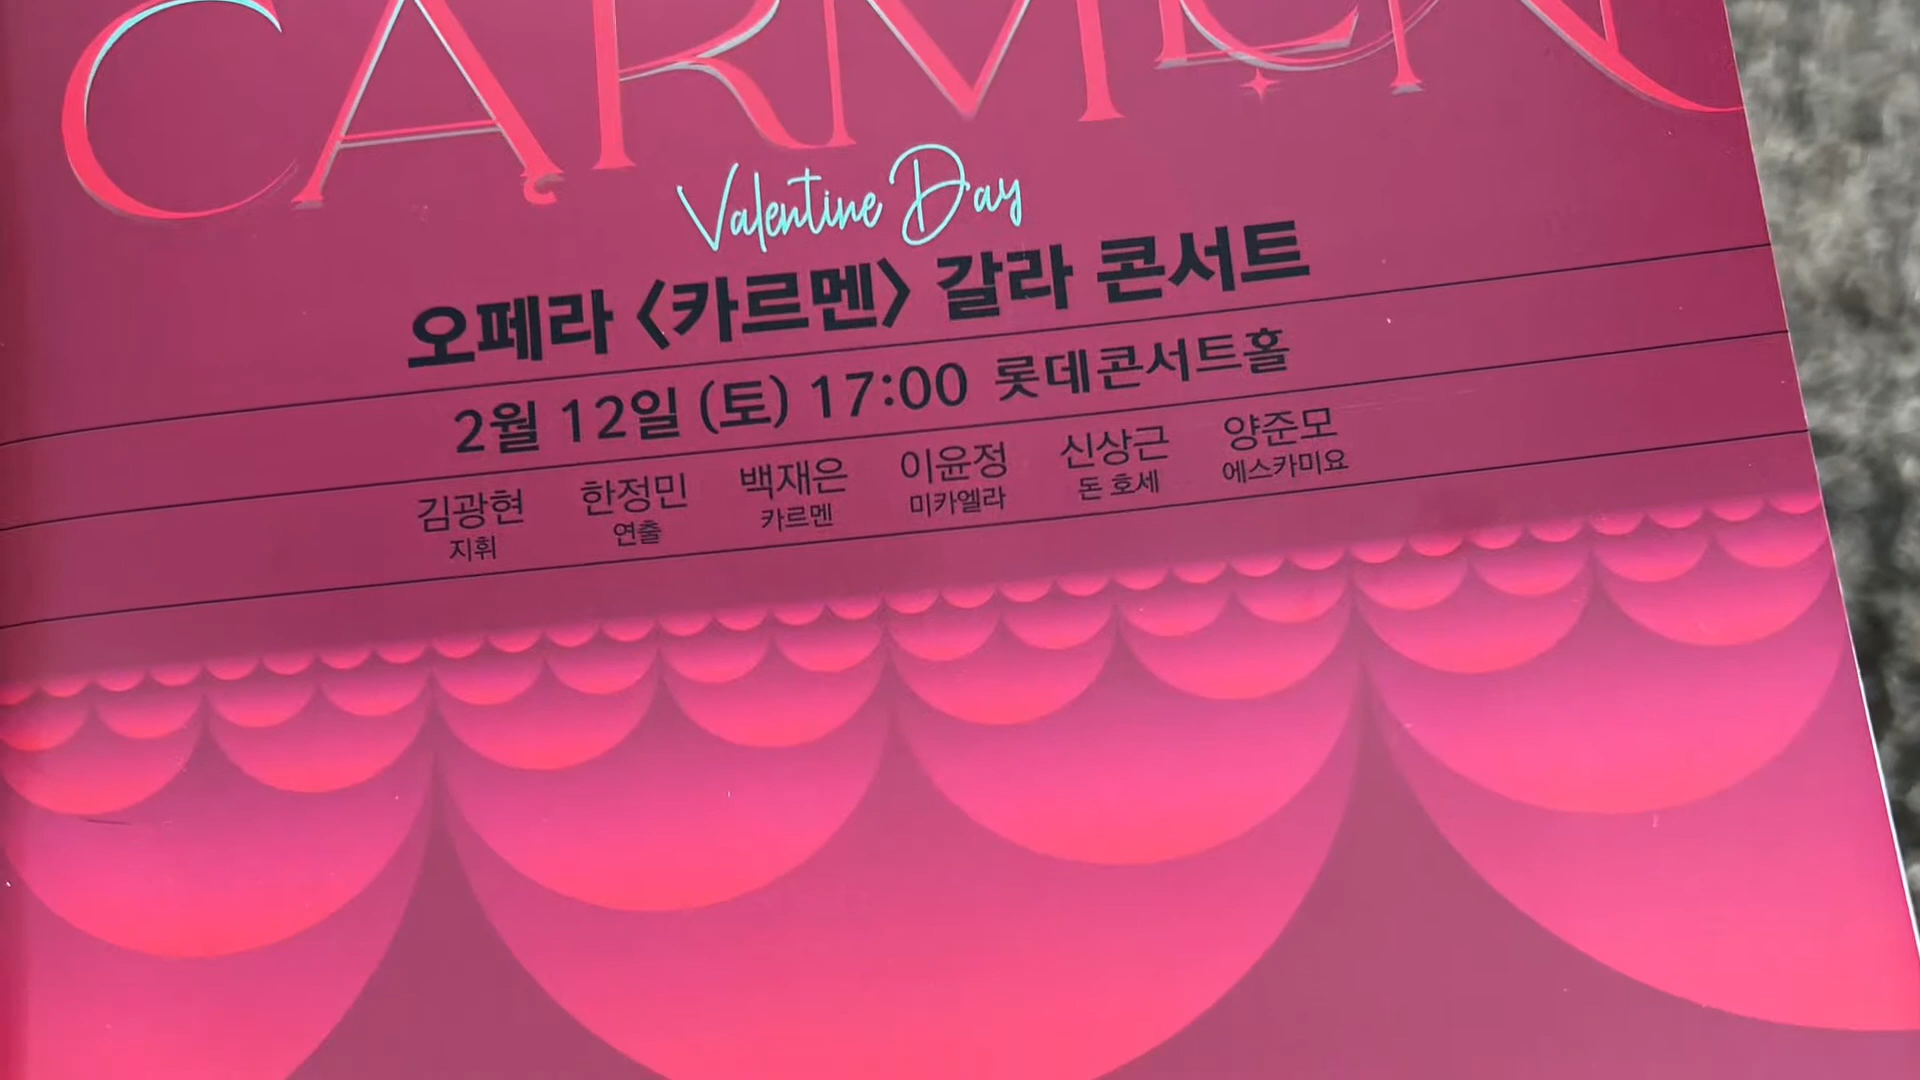 CARMEN
Valentine Day
오페라 〈카르멘〉 갈라 콘서트
2월 12일 (토) 17:00 롯데콘서트홀
김광현 한정민 백재은 이윤정 신상근 양준모
지휘 연출 카르멘 미카엘라 돈 호세 에스카미요